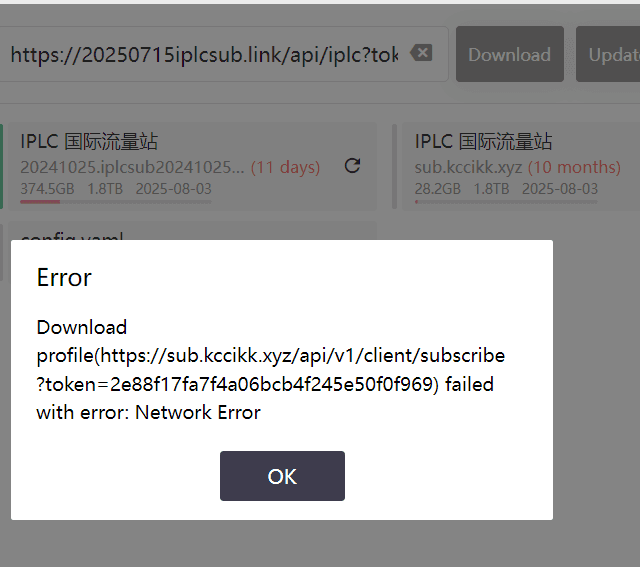 https://20250715iplcsub.link/api/iplc?tok
Download
Update
IPLC 国际流量站
20241025.iplcsub20241025... (11 days)
374.5GB 1.8TB 2025-08-03
IPLC 国际流量站
sub.kccikk.xyz (10 months)
28.2GB 1.8TB 2025-08-03
config.yaml
Error
Download
profile(https://sub.kccikk.xyz/api/v1/client/subscribe
?token=2e88f17fa7f4a06bcb4f245e50f0f969) failed
with error: Network Error
OK